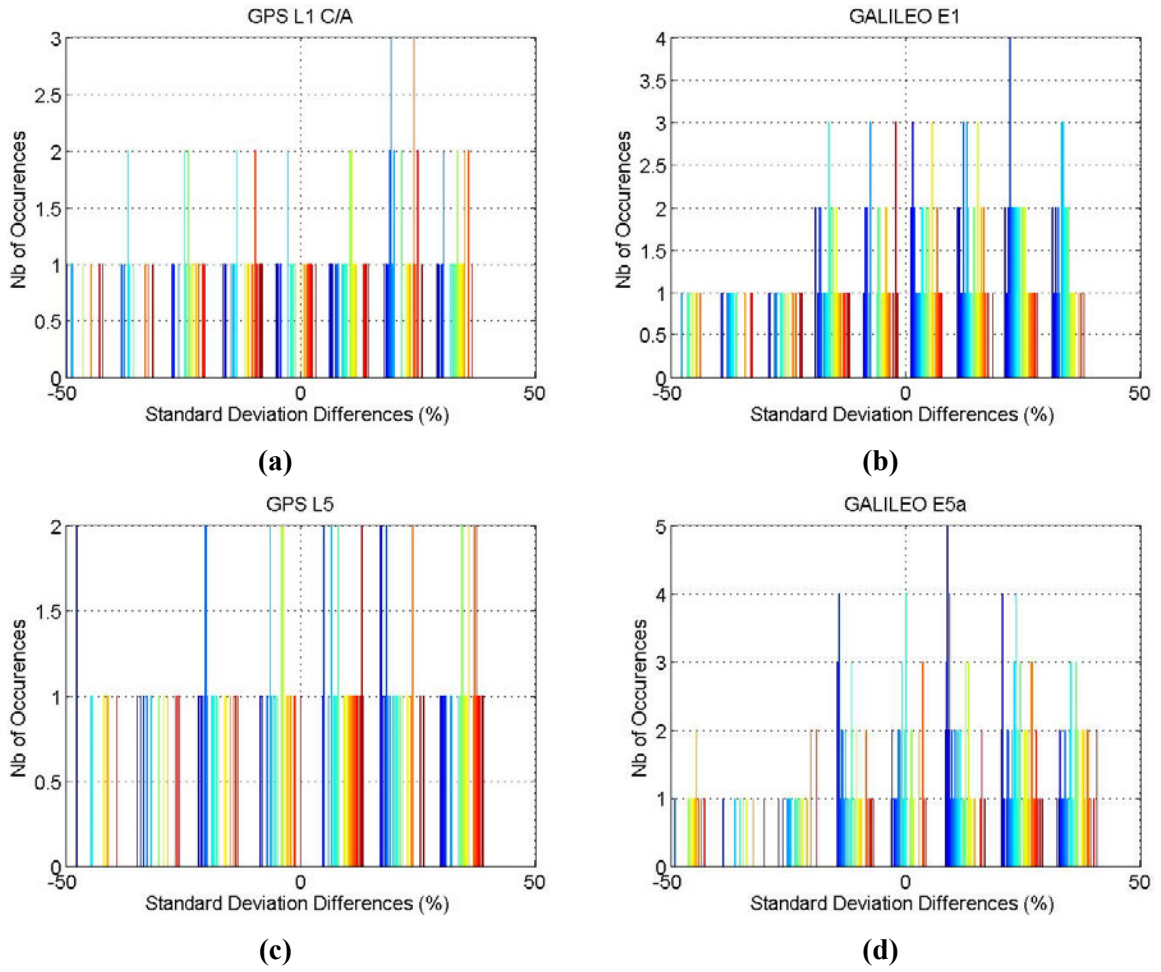 GPS L1 C/A
3
2.5
2
1.5
1
0.5
0
-50 0 50
Nb of Occurences
Standard Deviation Differences (%)
(a)
GALILEO E1
4
3.5
3
2.5
2
1.5
1
0.5
0
-50 0 50
Nb of Occurences
Standard Deviation Differences (%)
(b)
GPS L5
2
1.5
1
0.5
0
-50 0 50
Nb of Occurences
Standard Deviation Differences (%)
(c)
GALILEO E5a
5
4
3
2
1
0
-50 0 50
Nb of Occurences
Standard Deviation Differences (%)
(d)